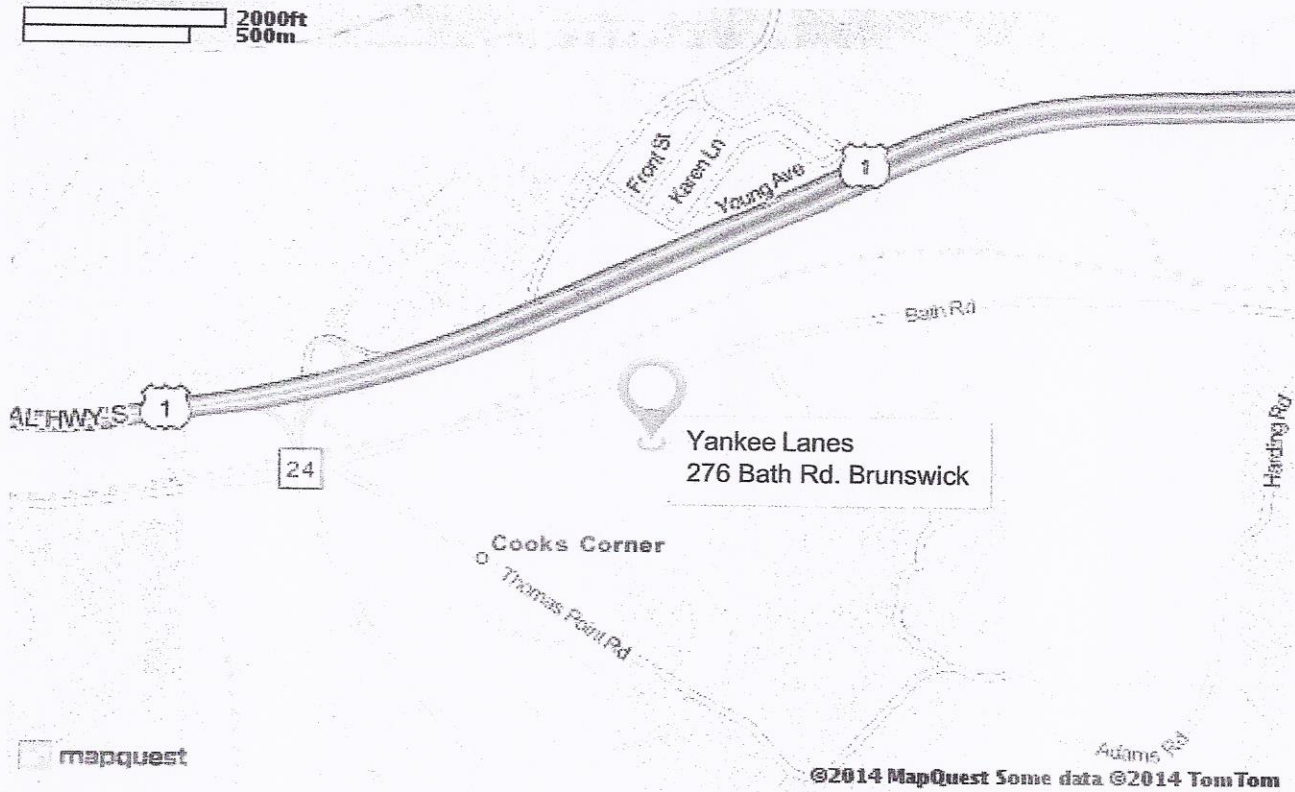 2000ft
500m
Front St
Karen Ln
Young Ave
1
Bath Rd
1
24
Yankee Lanes
276 Bath Rd. Brunswick
Harding Rd
Cooks Corner
Thomas Point Rd
Adams Rd
mapquest
©2014 MapQuest Some data ©2014 TomTom